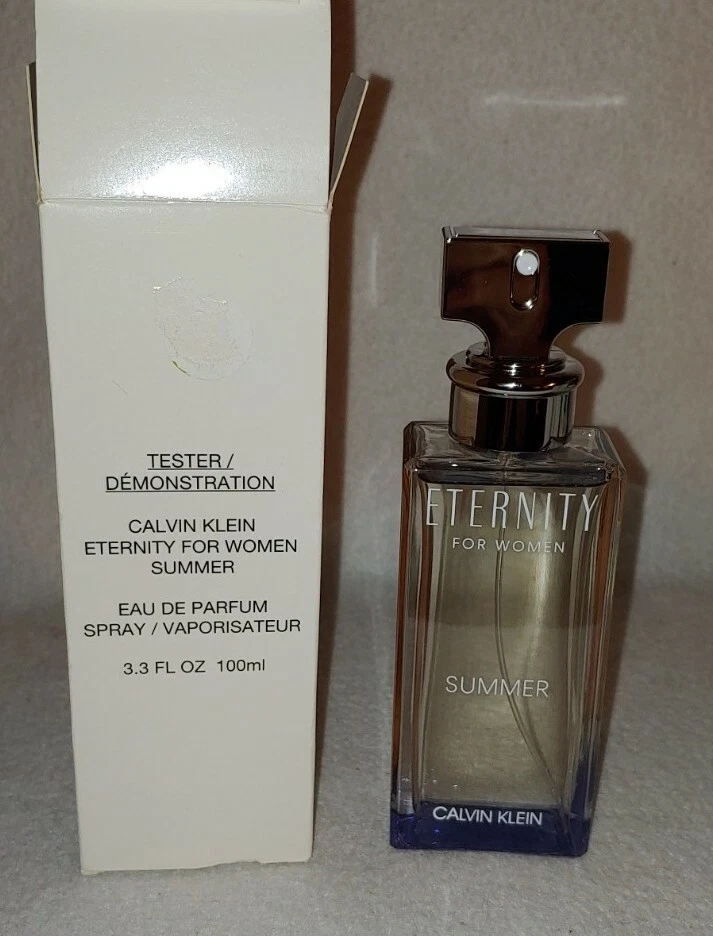 TESTER /
DÉMONSTRATION
CALVIN KLEIN
ETERNITY FOR WOMEN
SUMMER
EAU DE PARFUM
SPRAY / VAPORISATEUR
3.3 FL OZ 100ml
ETERNITY
FOR WOMEN
SUMMER
CALVIN KLEIN